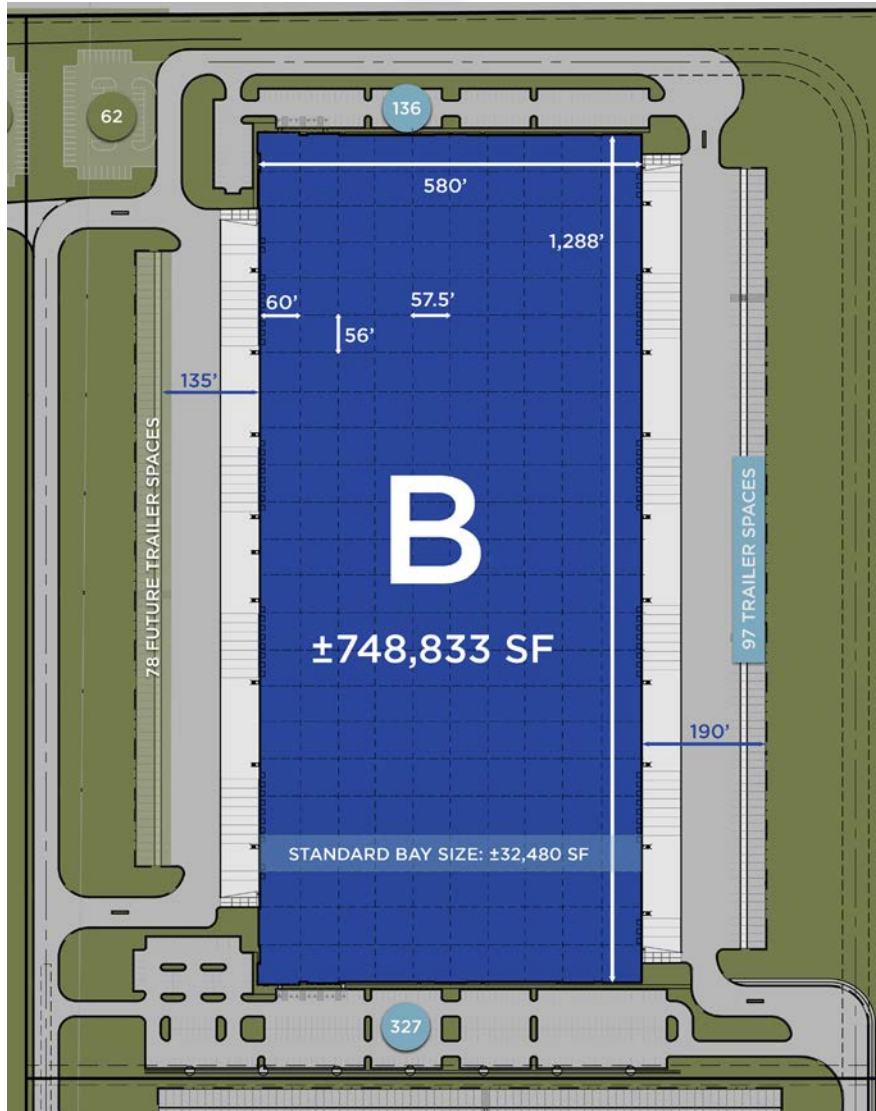 136
62
580’
1,288’
60’
57.5’
56’
135’
78 FUTURE TRAILER SPACES
B
±748,833 SF
97 TRAILER SPACES
190’
STANDARD BAY SIZE: ±32,480 SF
327